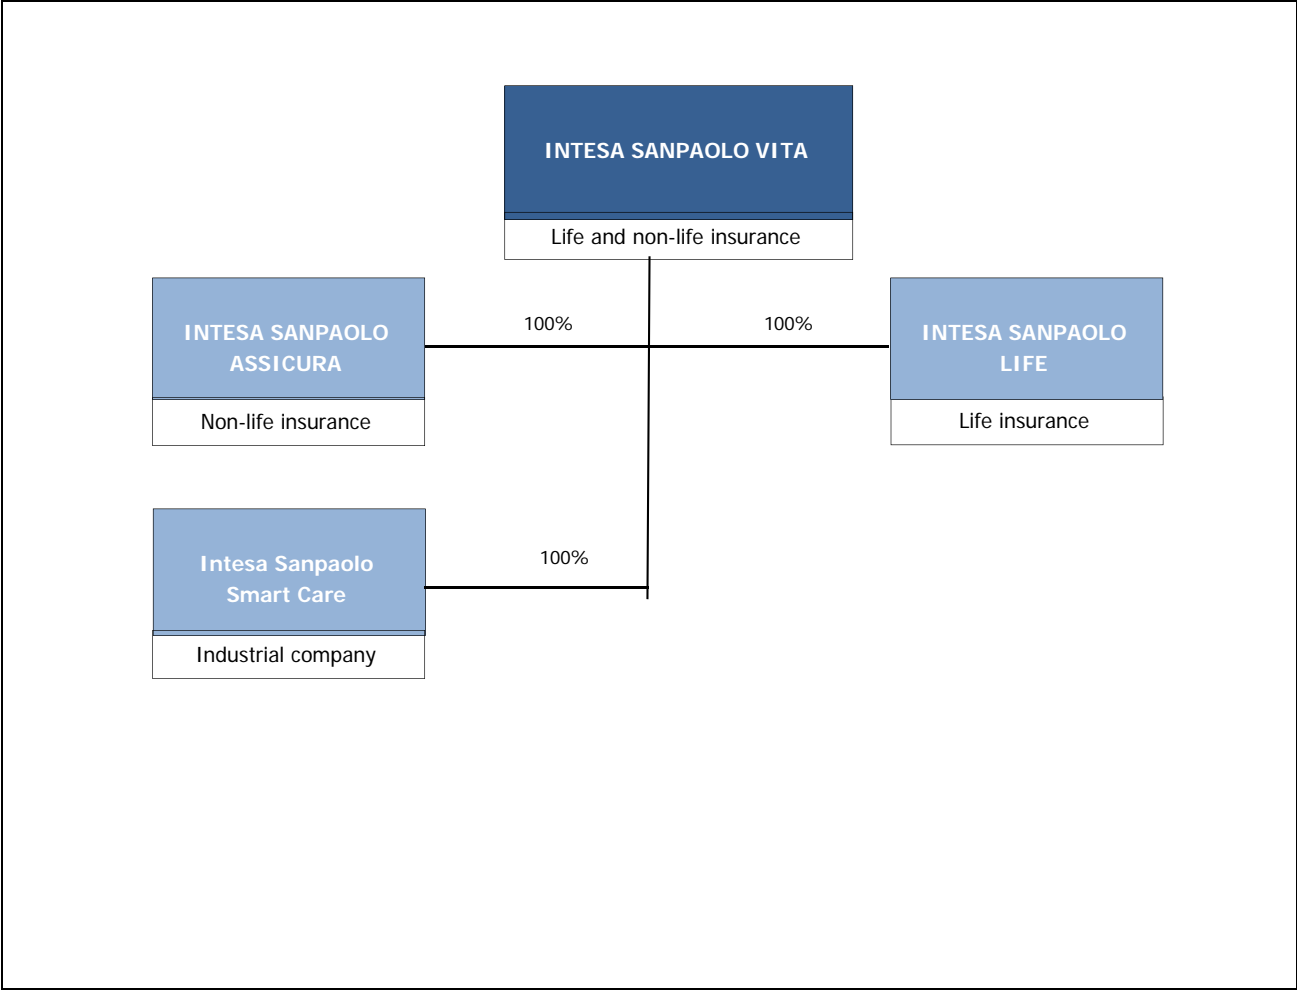 INTESA SANPAOLO VITA
Life and non-life insurance
INTESA SANPAOLO
ASSICURA
Non-life insurance
100%
100%
INTESA SANPAOLO
LIFE
Life insurance
Intesa Sanpaolo
Smart Care
Industrial company
100%